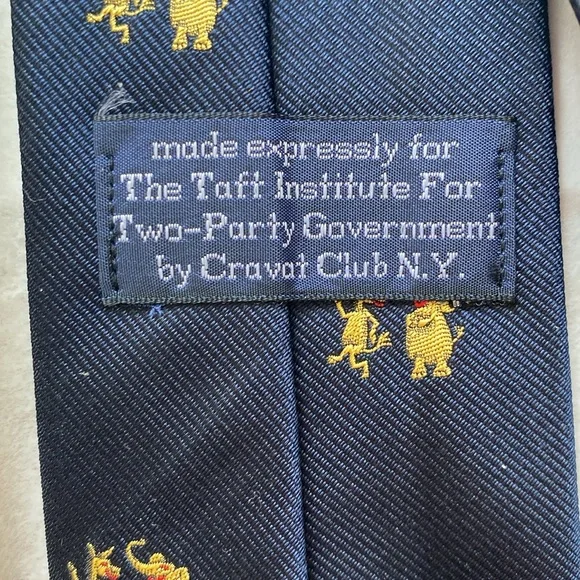 made expressly for
The Taft Institute For
Two-Party Government
by Cravat Club N.Y.